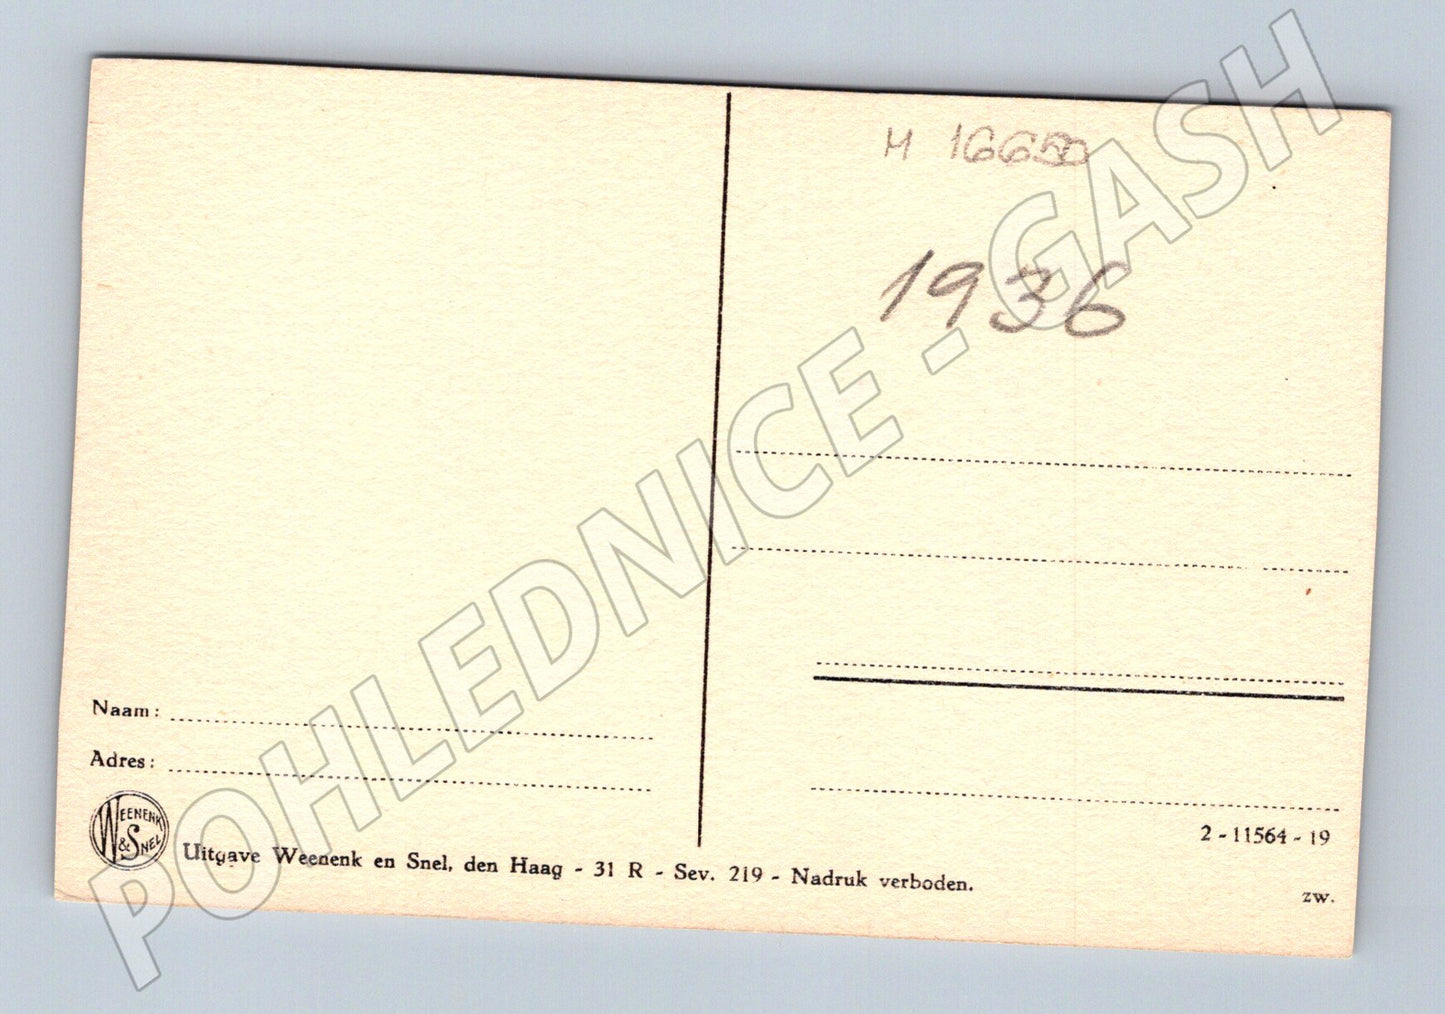 M 16650
1936
Naam:
Adres:
WEENENK & SNEL
Uitgave Weenenk en Snel, den Haag - 31 R - Sev. 219 - Nadruk verboden.
2 - 11564 - 19
zw.
POHLEDNICE - GASH